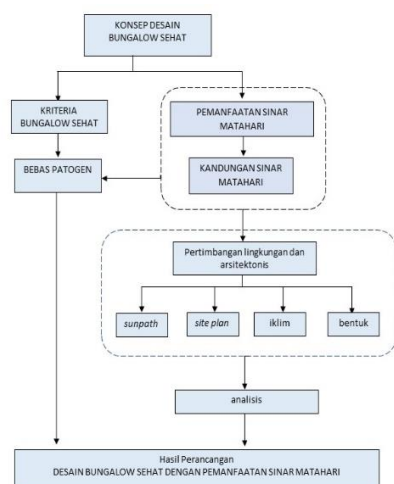 KONSEP DESAIN
BUNGALOW SEHAT
KRITERIA
BUNGALOW SEHAT
PEMANFAATAN SINAR
MATAHARI
BEBAS PATOGEN
KANDUNGAN SINAR
MATAHARI
Pertimbangan lingkungan dan
arsitektonis
sunpath
site plan
iklim
bentuk
analisis
Hasil Perancangan
DESAIN BUNGALOW SEHAT DENGAN PEMANFAATAN SINAR MATAHARI